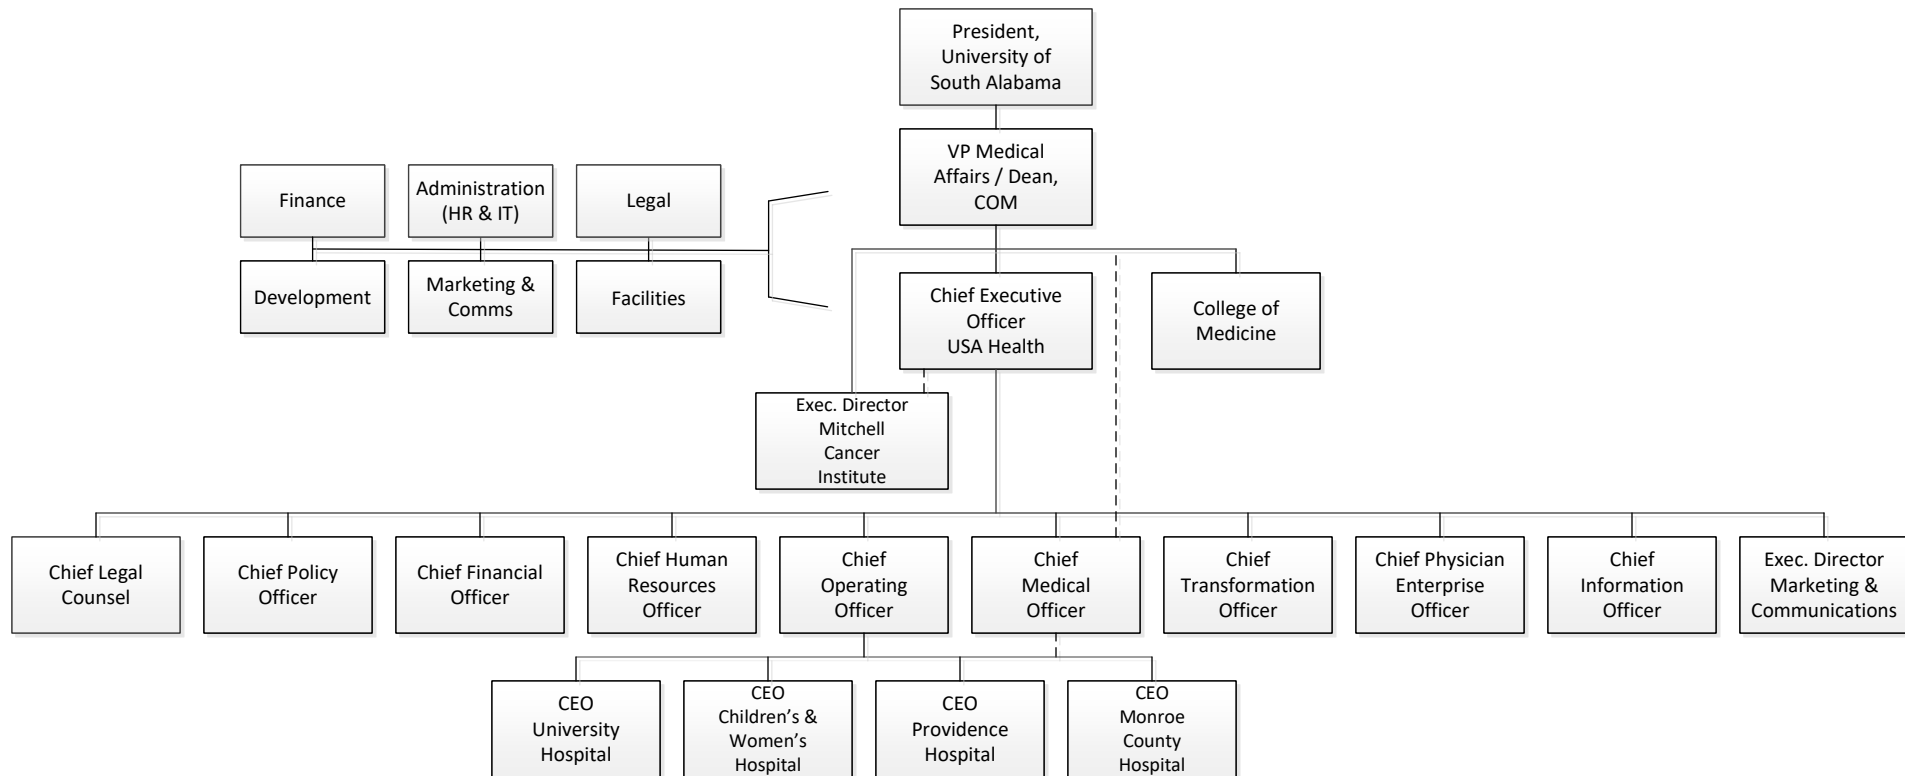 President,
University of
South Alabama
VP Medical
Affairs / Dean,
COM
Finance
Administration
(HR & IT)
Legal
Development
Marketing &
Comms
Facilities
Chief Executive
Officer
USA Health
College of
Medicine
Exec. Director
Mitchell
Cancer
Institute
Chief Legal
Counsel
Chief Policy
Officer
Chief Financial
Officer
Chief Human
Resources
Officer
Chief
Operating
Officer
Chief
Medical
Officer
Chief
Transformation
Officer
Chief Physician
Enterprise
Officer
Chief
Information
Officer
Exec. Director
Marketing &
Communications
CEO
University
Hospital
CEO
Children’s &
Women’s
Hospital
CEO
Providence
Hospital
CEO
Monroe
County
Hospital